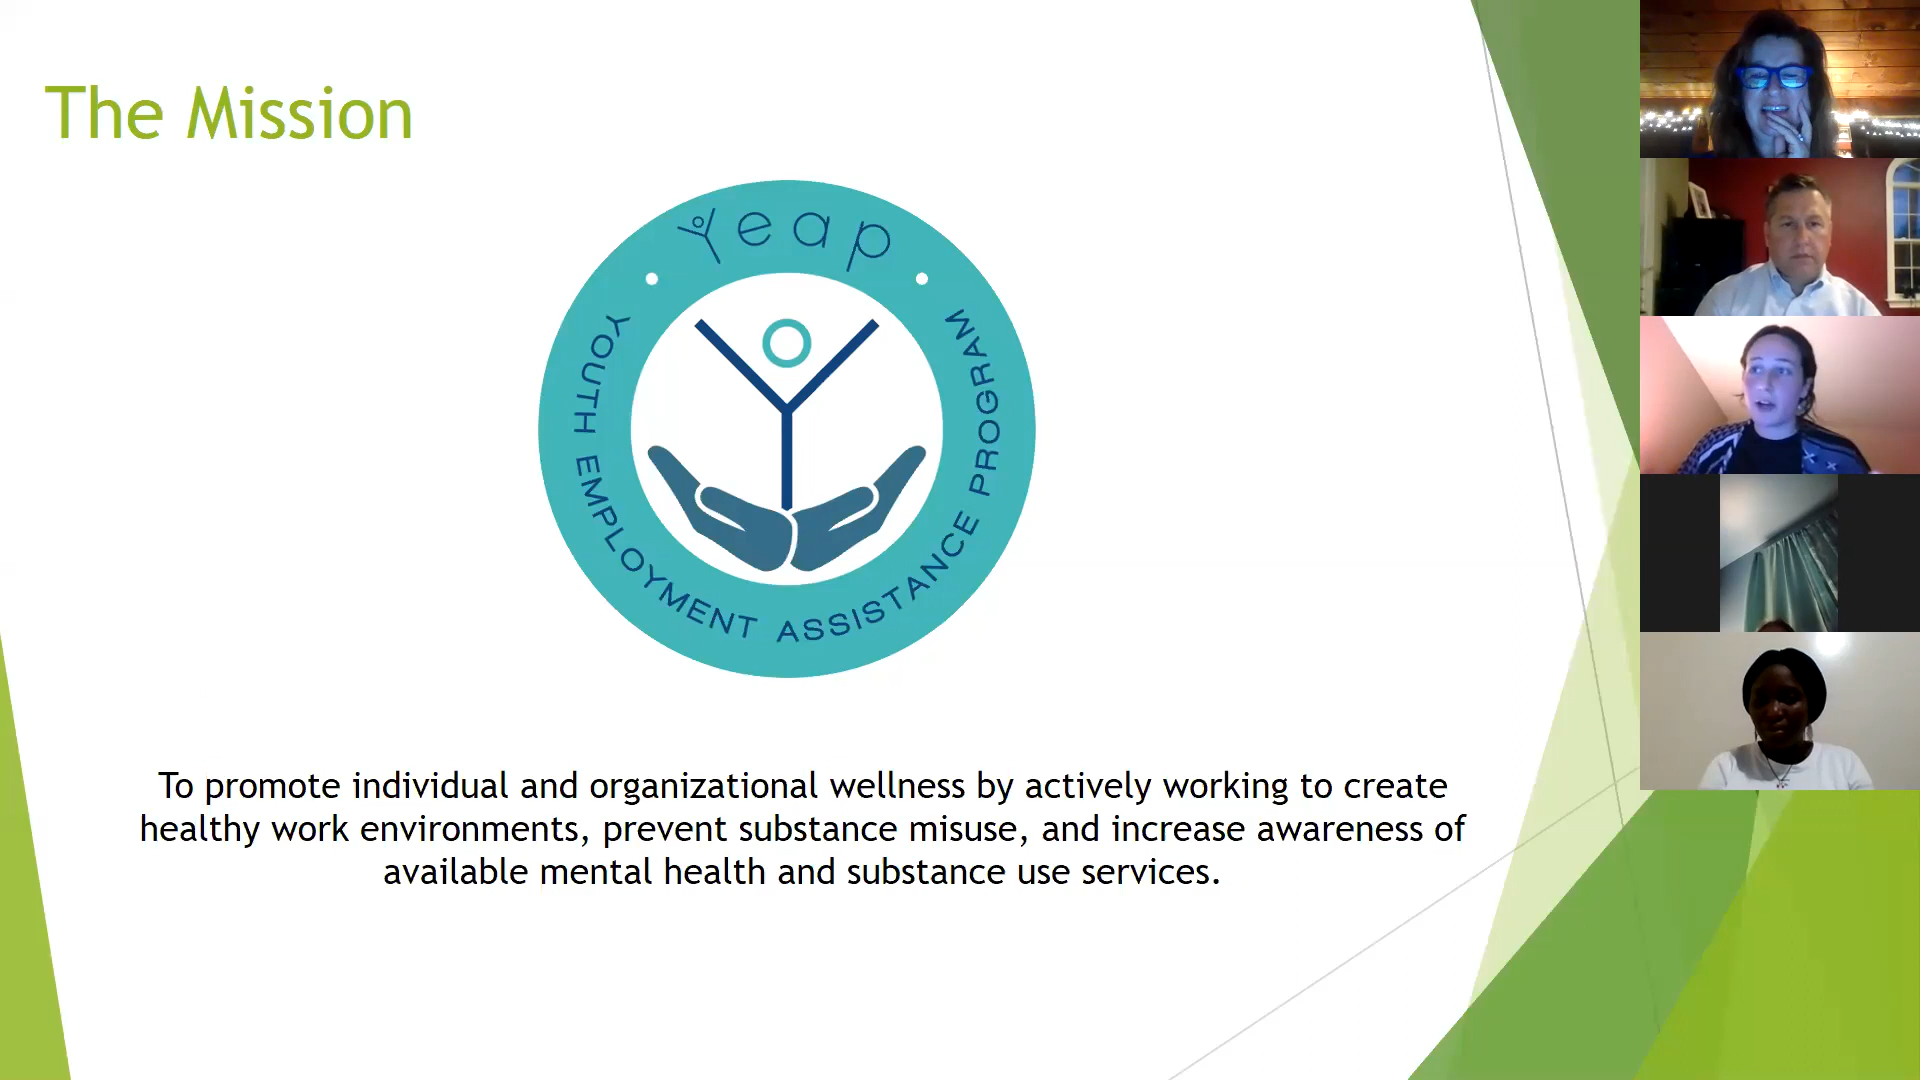 The Mission
Yeap
YOUTH EMPLOYMENT ASSISTANCE PROGRAM
To promote individual and organizational wellness by actively working to create
healthy work environments, prevent substance misuse, and increase awareness of
available mental health and substance use services.